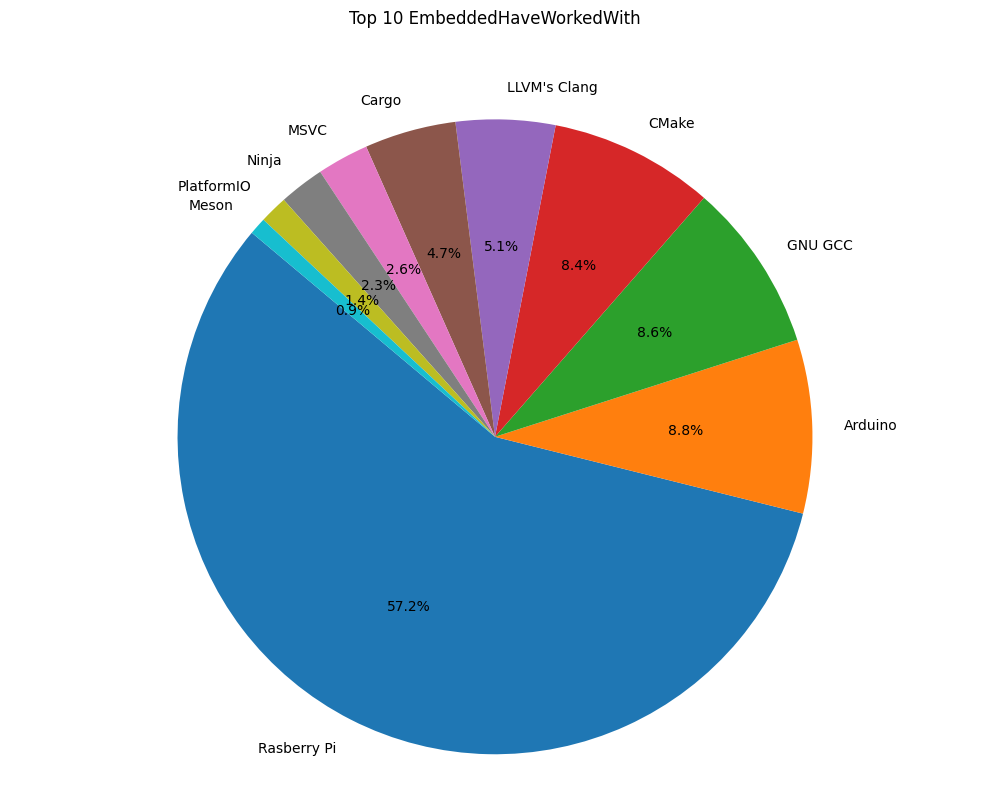 Top 10 EmbeddedHaveWorkedWith
LLVM's Clang
Cargo
CMake
MSVC
Ninja
PlatformIO
Meson
GNU GCC
Arduino
Rasberry Pi
5.1%
4.7%
8.4%
2.6%
2.3%
1.4%
0.9%
8.6%
8.8%
57.2%